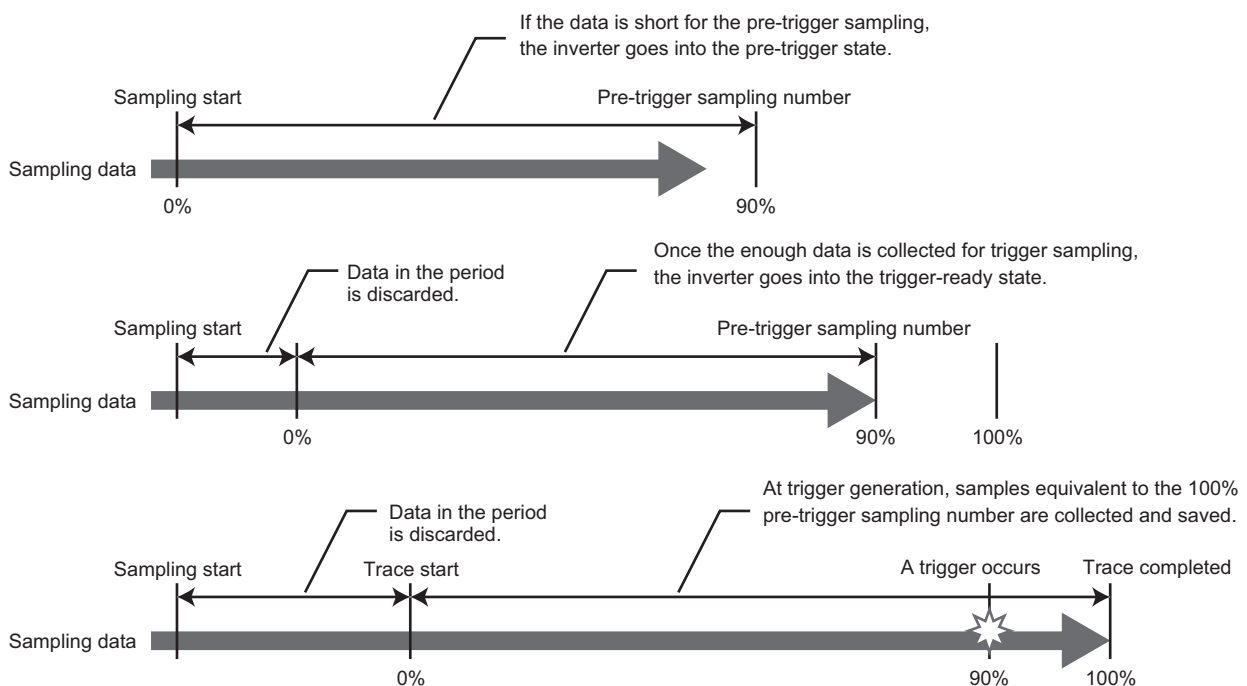 If the data is short for the pre-trigger sampling,
the inverter goes into the pre-trigger state.
Sampling start
Pre-trigger sampling number
Sampling data
0%
90%
Once the enough data is collected for trigger sampling,
the inverter goes into the trigger-ready state.
Data in the period
is discarded.
Sampling start
Pre-trigger sampling number
Sampling data
0%
90%
100%
At trigger generation, samples equivalent to the 100%
pre-trigger sampling number are collected and saved.
Data in the period
is discarded.
Sampling start
Trace start
A trigger occurs
Trace completed
Sampling data
0%
90%
100%